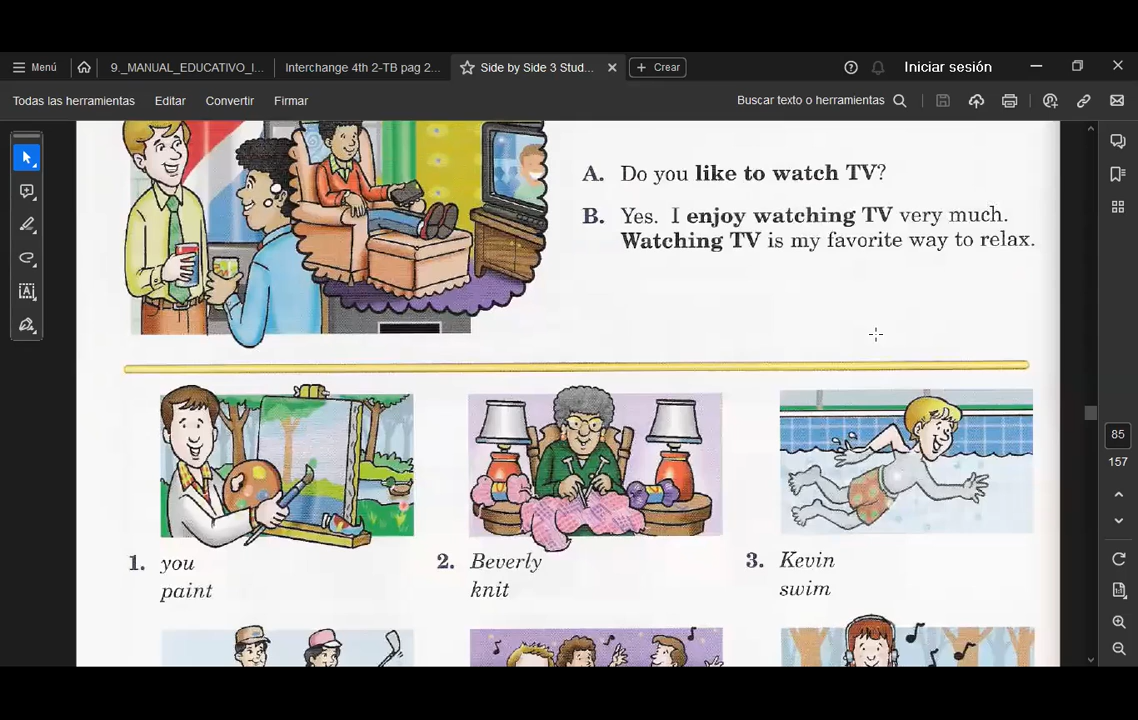 Menú
9._MANUAL_EDUCATIVO_I...
Interchange 4th 2-TB pag 2...
Side by Side 3 Stud...
Crear
Iniciar sesión
Todas las herramientas
Editar
Convertir
Firmar
Buscar texto o herramientas
A. Do you like to watch TV?
B. Yes. I enjoy watching TV very much.
Watching TV is my favorite way to relax.
1. you
paint
2. Beverly
knit
3. Kevin
swim
85
157